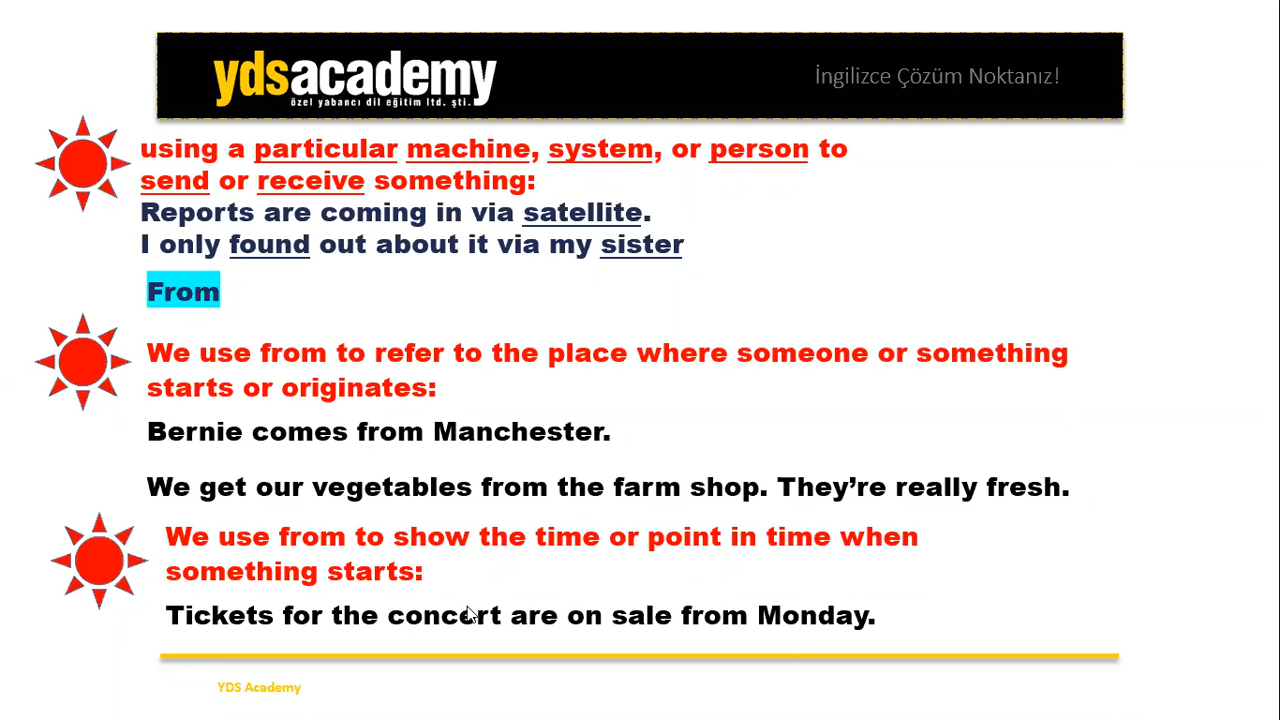 ydsacademy
özel yabancı dil eğitim ltd. şti.
İngilizce Çözüm Noktanız!
using a particular machine, system, or person to
send or receive something:
Reports are coming in via satellite.
I only found out about it via my sister
From
We use from to refer to the place where someone or something
starts or originates:
Bernie comes from Manchester.
We get our vegetables from the farm shop. They’re really fresh.
We use from to show the time or point in time when
something starts:
Tickets for the concert are on sale from Monday.
YDS Academy